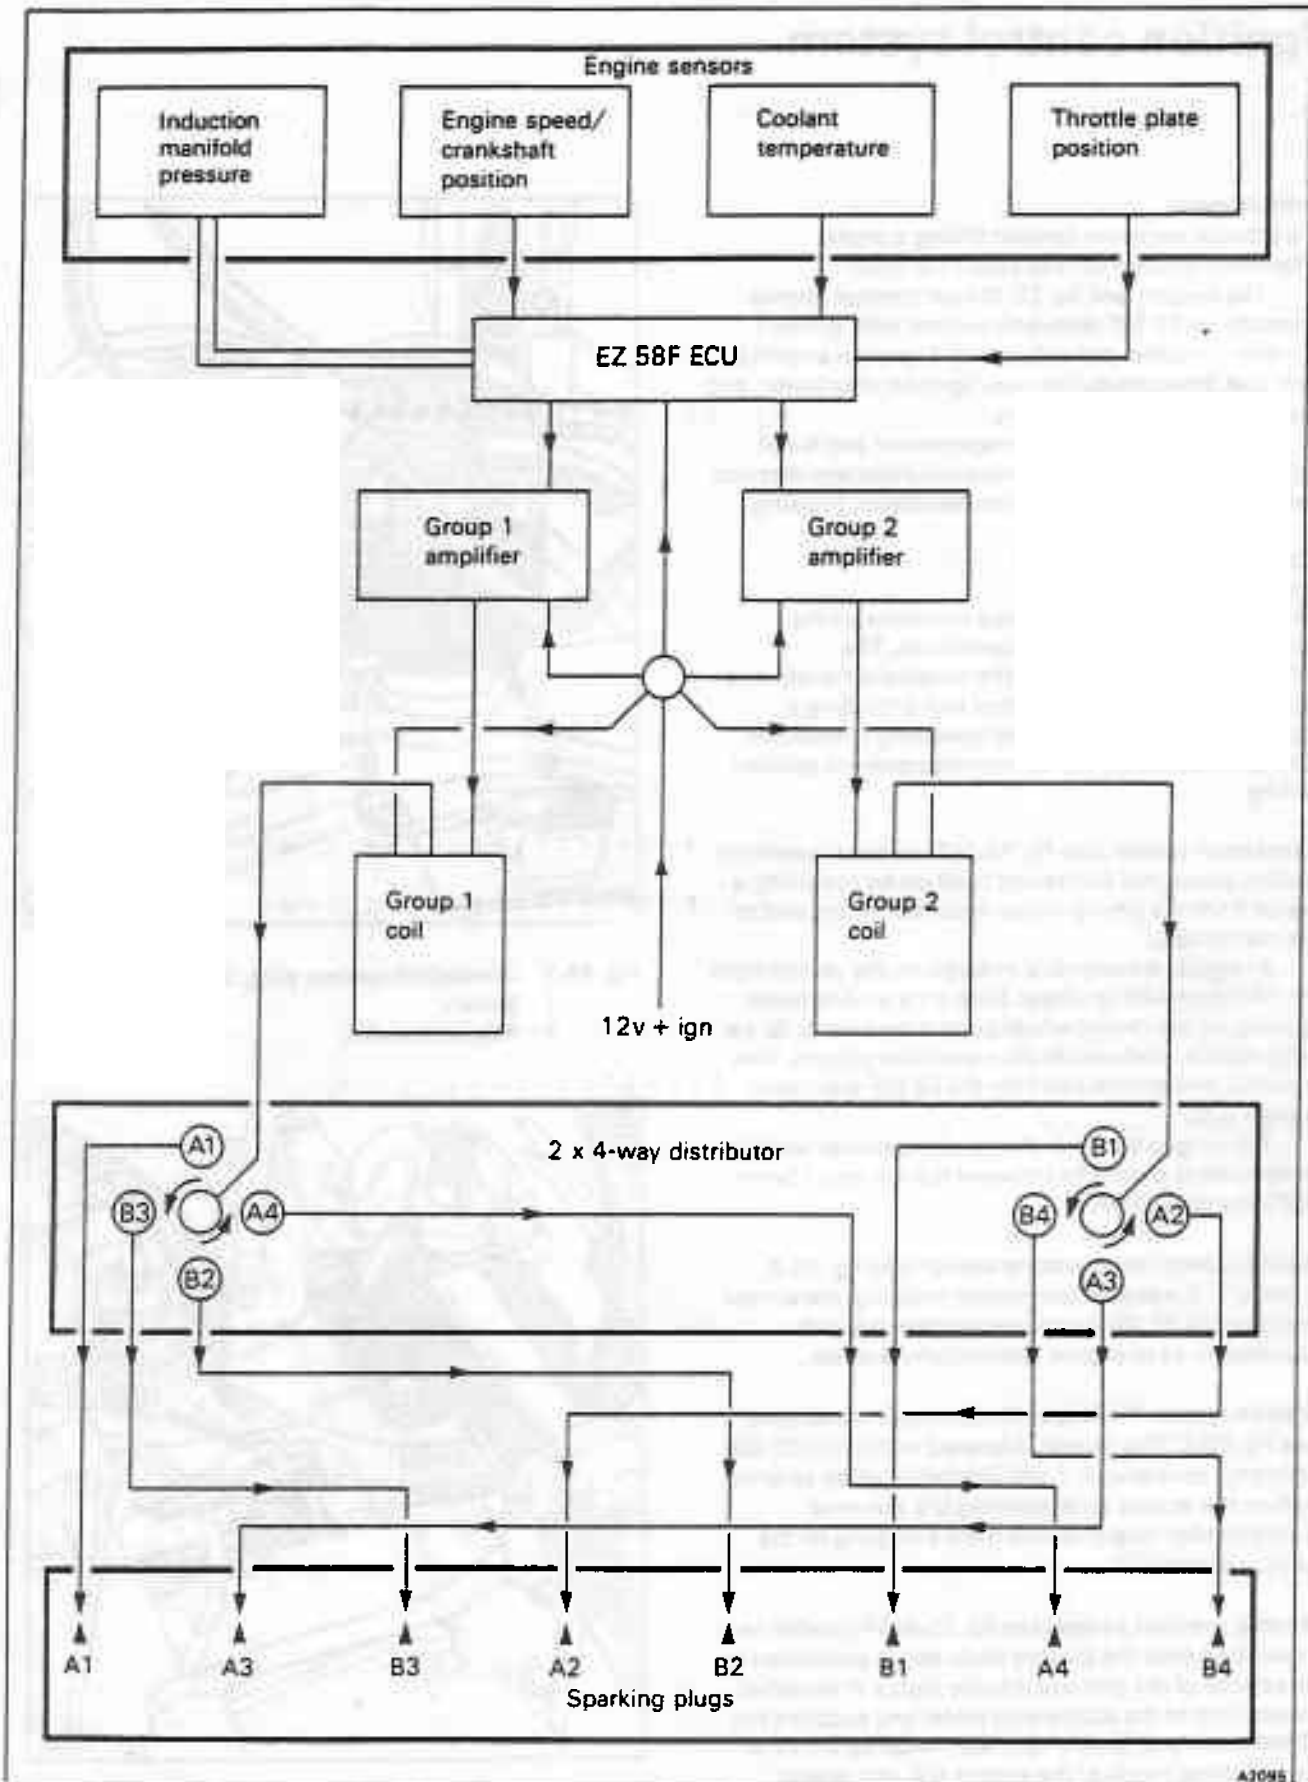 Engine sensors
Induction
manifold
pressure
Engine speed/
crankshaft
position
Coolant
temperature
Throttle plate
position
EZ 58F ECU
Group 1
amplifier
Group 2
amplifier
Group 1
coil
Group 2
coil
12v + ign
2 x 4-way distributor
A1
B3
A4
B2
B1
B4
A2
A3
A1
A3
B3
A2
B2
B1
A4
B4
Sparking plugs
A2095